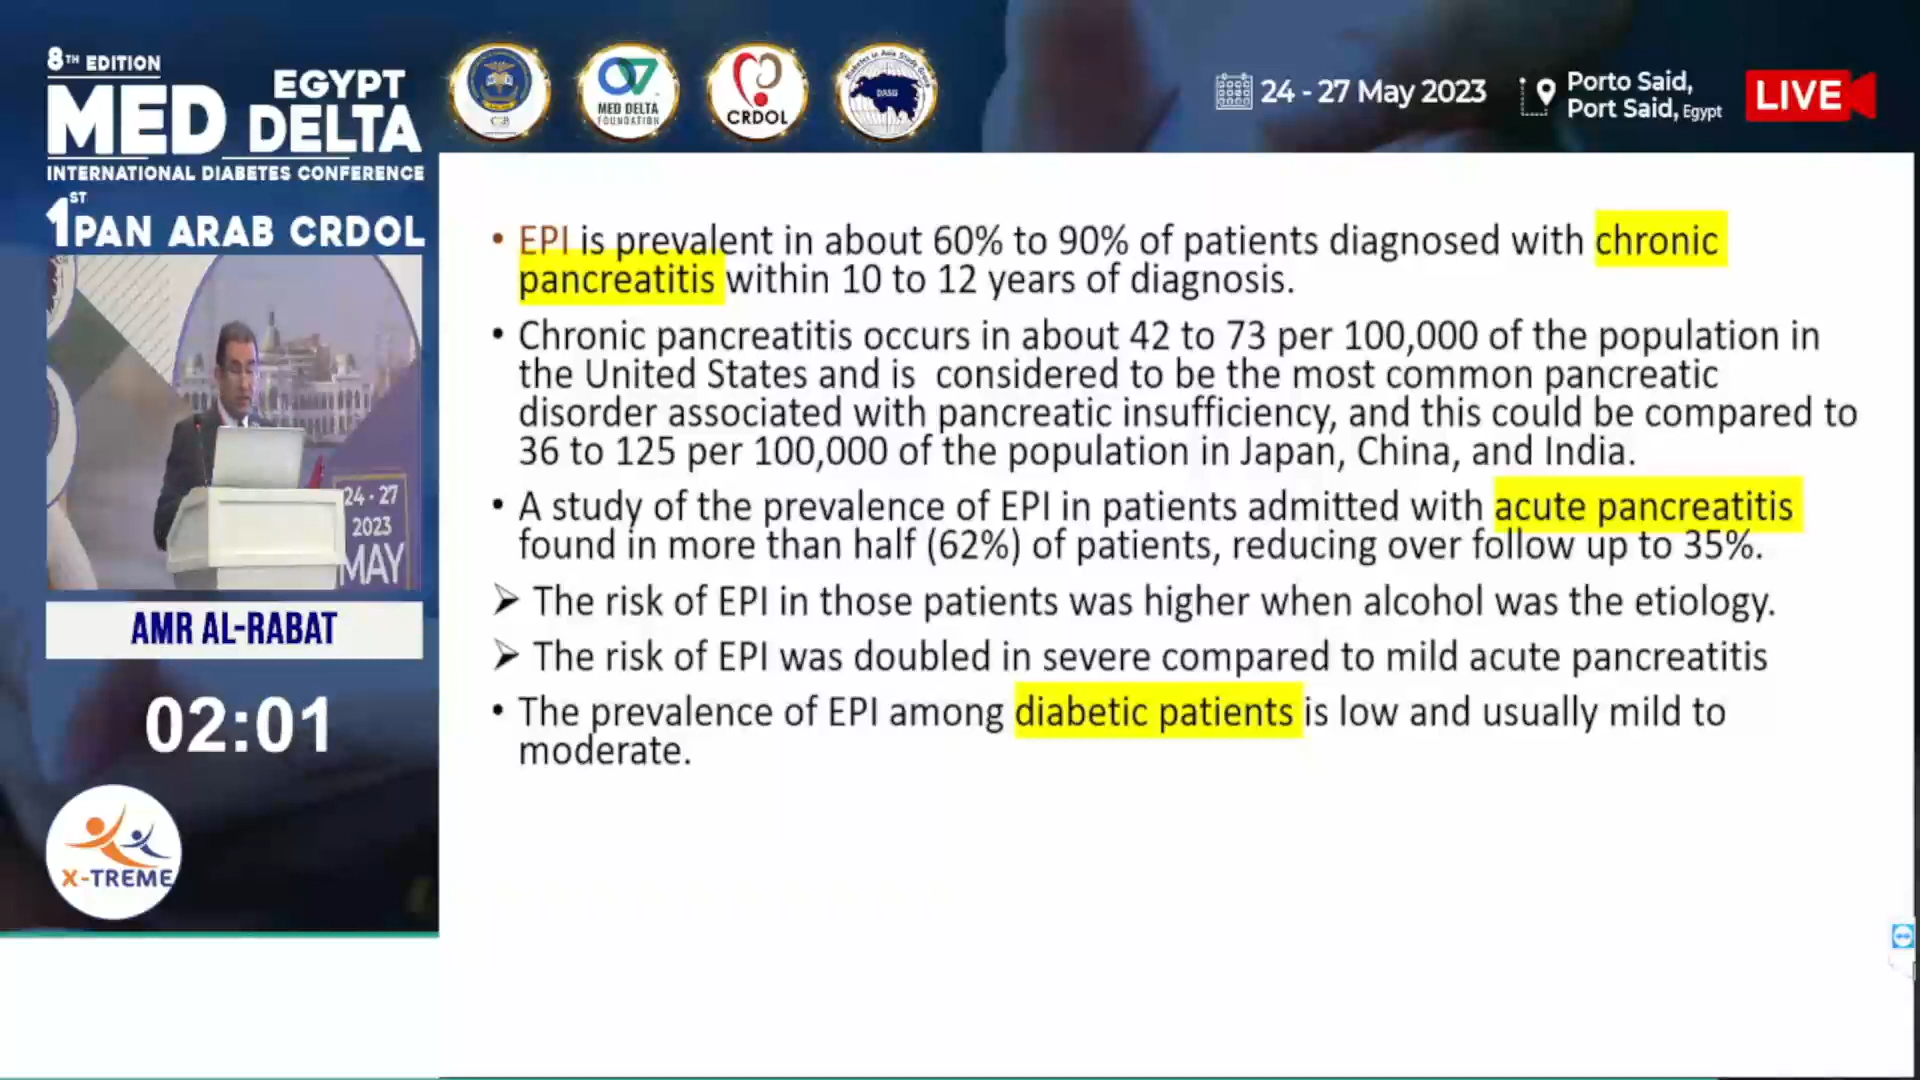 8TH EDITION
MED EGYPT DELTA
INTERNATIONAL DIABETES CONFERENCE
1ST PAN ARAB CRDOL
MED DELTA
FOUNDATION
CRDOL
Diabetes in Asia Study Group
DASG
24 - 27 May 2023
Porto Said,
Port Said, Egypt
LIVE
24 - 27
2023
MAY
AMR AL-RABAT
02:01
X-TREME
• EPI is prevalent in about 60% to 90% of patients diagnosed with chronic
pancreatitis within 10 to 12 years of diagnosis.
• Chronic pancreatitis occurs in about 42 to 73 per 100,000 of the population in
the United States and is considered to be the most common pancreatic
disorder associated with pancreatic insufficiency, and this could be compared to
36 to 125 per 100,000 of the population in Japan, China, and India.
• A study of the prevalence of EPI in patients admitted with acute pancreatitis
found in more than half (62%) of patients, reducing over follow up to 35%.
➢ The risk of EPI in those patients was higher when alcohol was the etiology.
➢ The risk of EPI was doubled in severe compared to mild acute pancreatitis
• The prevalence of EPI among diabetic patients is low and usually mild to
moderate.